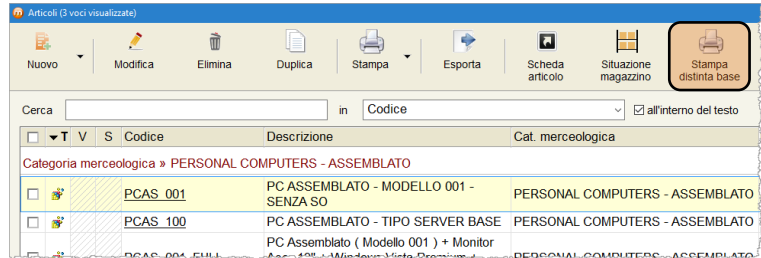 Articoli (3 voci visualizzate)
Nuovo
Modifica
Elimina
Duplica
Stampa
Esporta
Scheda articolo
Situazione magazzino
Stampa distinta base
Cerca in Codice all'interno del testo
T V S Codice Descrizione Cat. merceologica
Categoria merceologica » PERSONAL COMPUTERS - ASSEMBLATO
PCAS_001 PC ASSEMBLATO - MODELLO 001 - SENZA SO PERSONAL COMPUTERS - ASSEMBLATO
PCAS_100 PC ASSEMBLATO - TIPO SERVER BASE PERSONAL COMPUTERS - ASSEMBLATO
PC Assemblato ( Modello 001 ) + Monitor